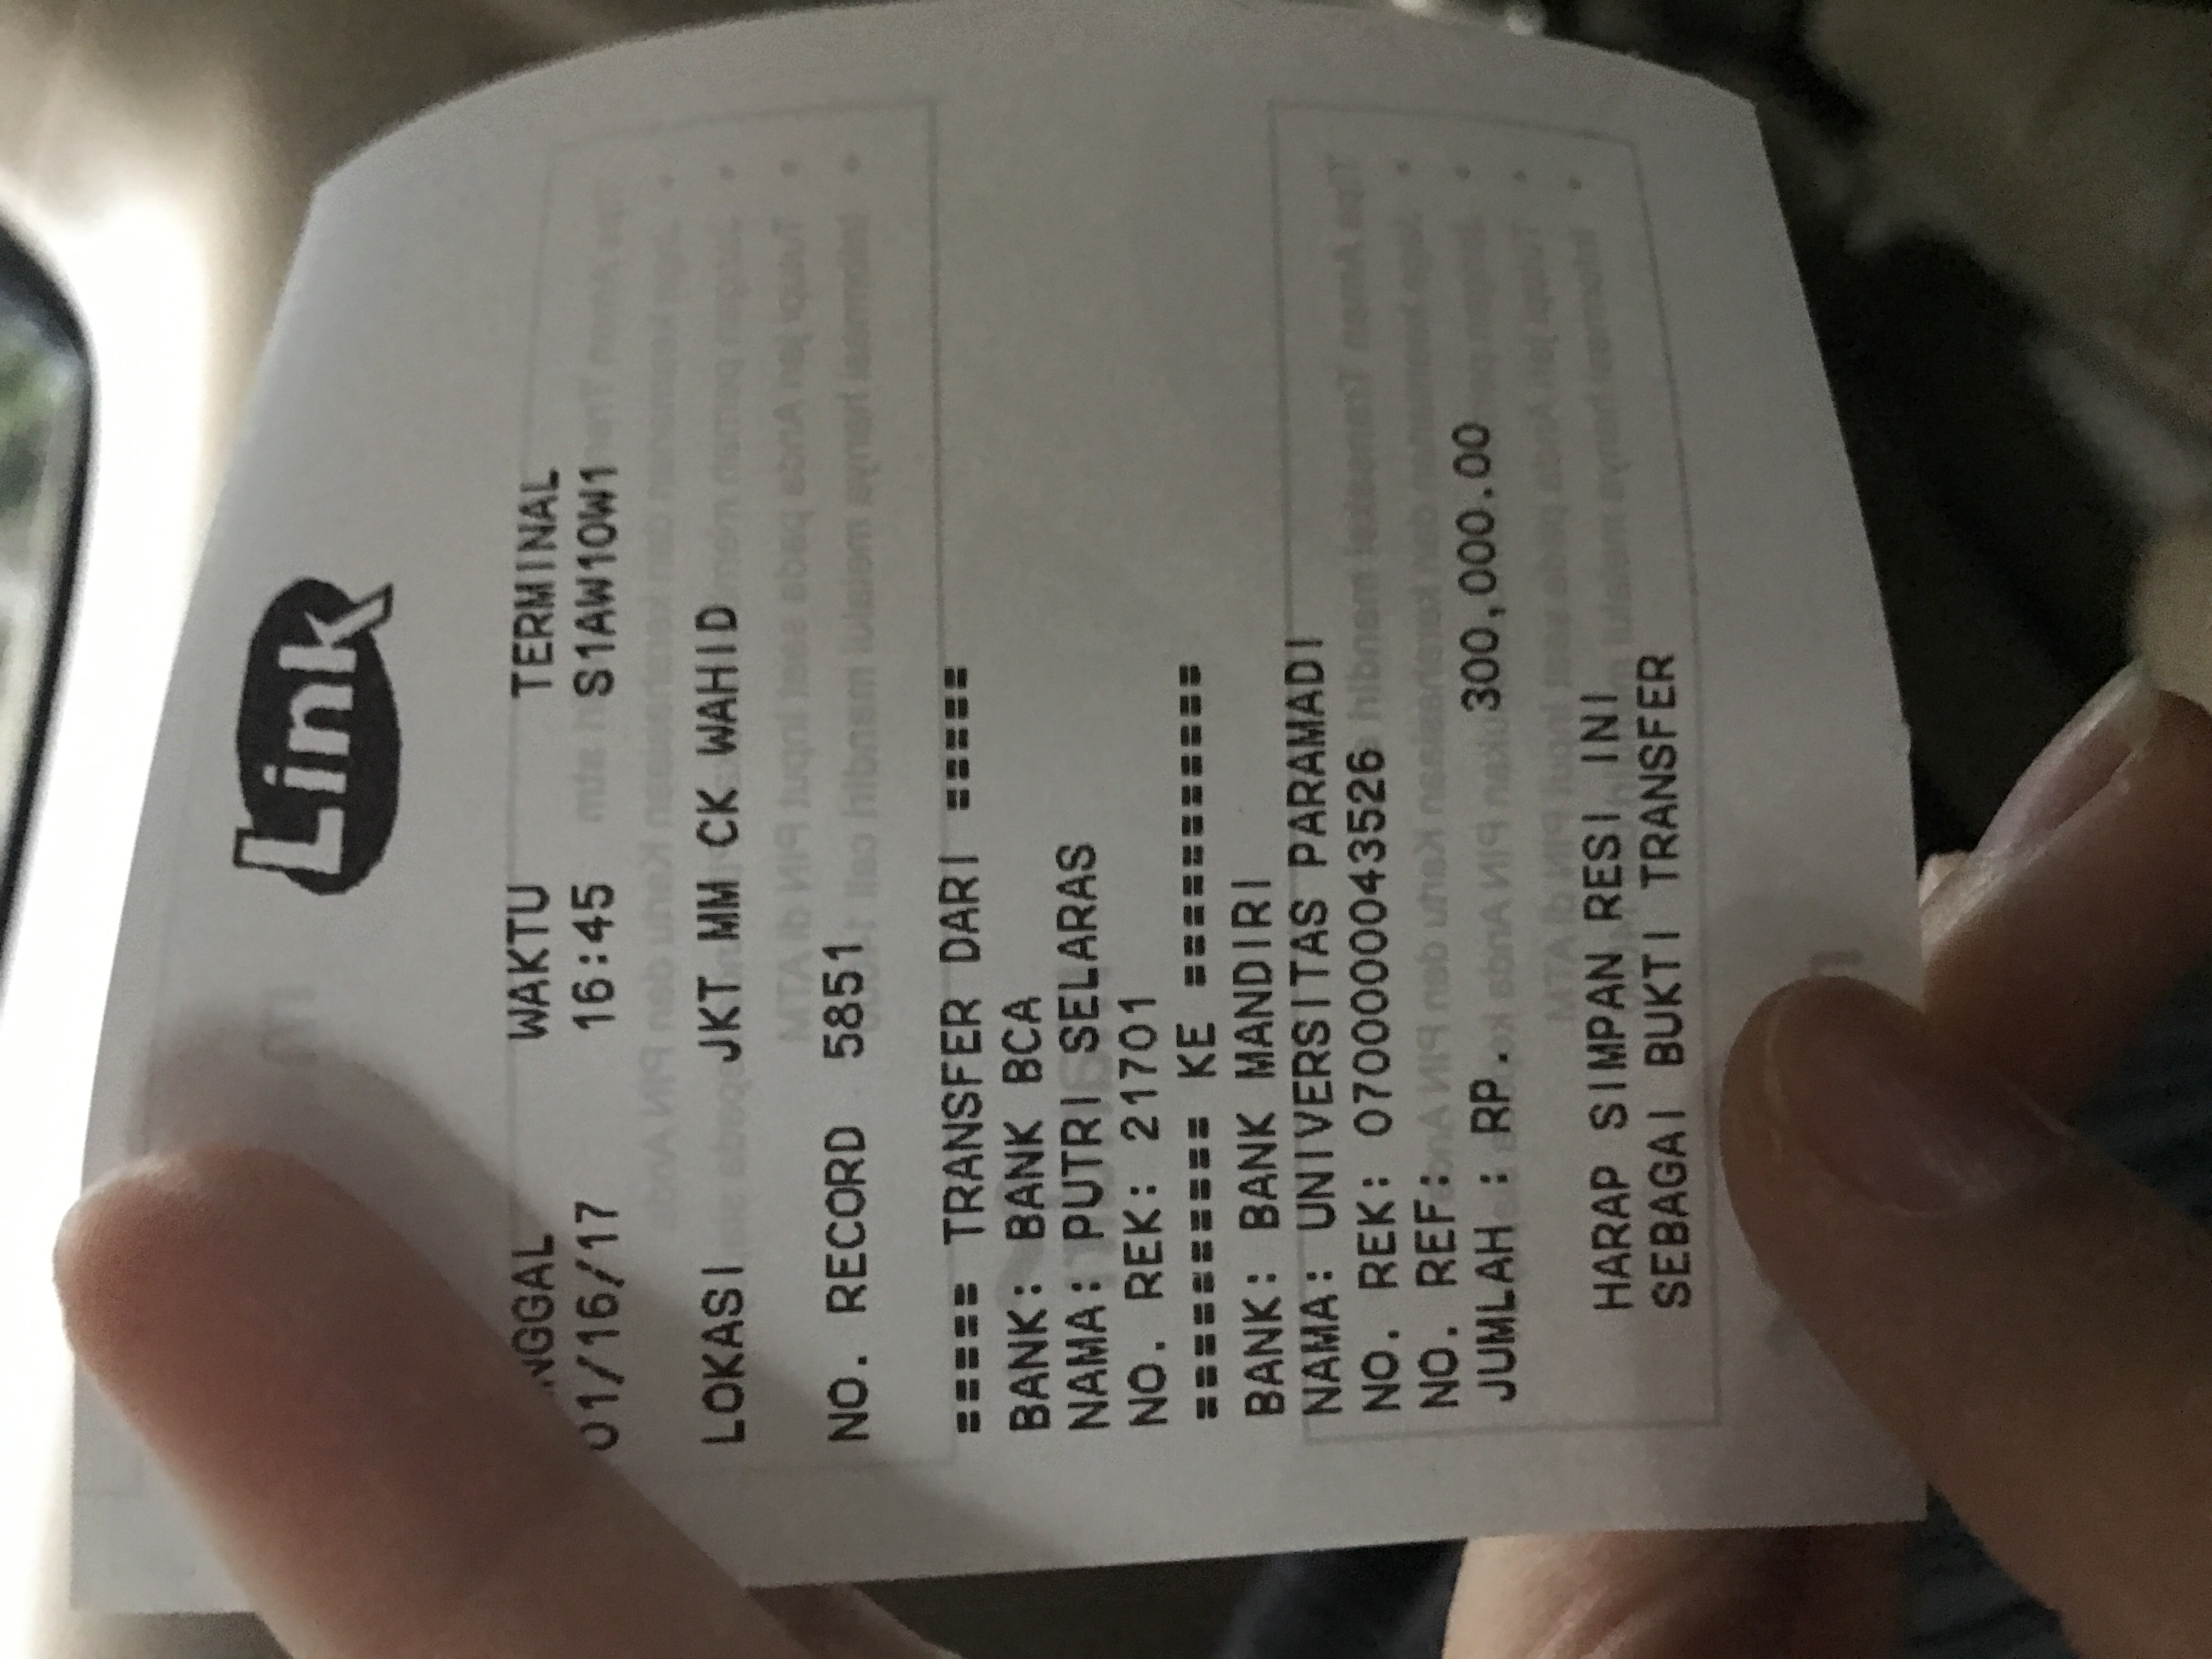 Link
WAKTU TERMINAL
01/16/17 16:45 S1AW10W1
LOKASI JKT MM CK WAHID
NO. RECORD 5851
===== TRANSFER DARI =====
BANK: BANK BCA
NAMA: PUTRI SELARAS
NO. REK: 21701
========== KE ===========
BANK: BANK MANDIRI
NAMA: UNIVERSITAS PARAMADI
NO. REK: 0700000043526
NO. REF:
JUMLAH : RP. 300,000.00
HARAP SIMPAN RESI INI
SEBAGAI BUKTI TRANSFER